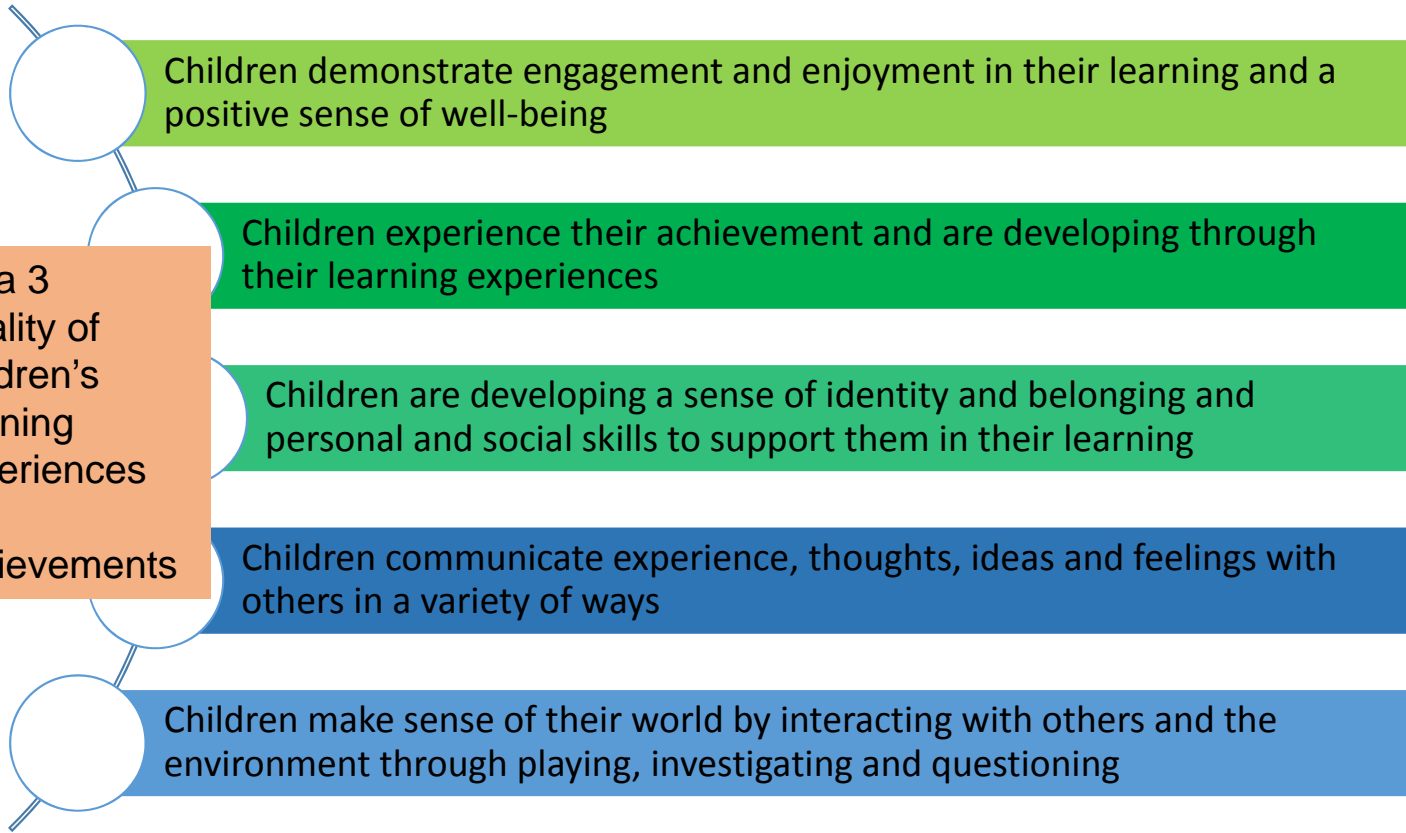 Children demonstrate engagement and enjoyment in their learning and a
positive sense of well-being
Children experience their achievement and are developing through
their learning experiences
a 3
ality of
dren's
ning
eriences
ievements
Children are developing a sense of identity and belonging and
personal and social skills to support them in their learning
Children communicate experience, thoughts, ideas and feelings with
others in a variety of ways
Children make sense of their world by interacting with others and the
environment through playing, investigating and questioning